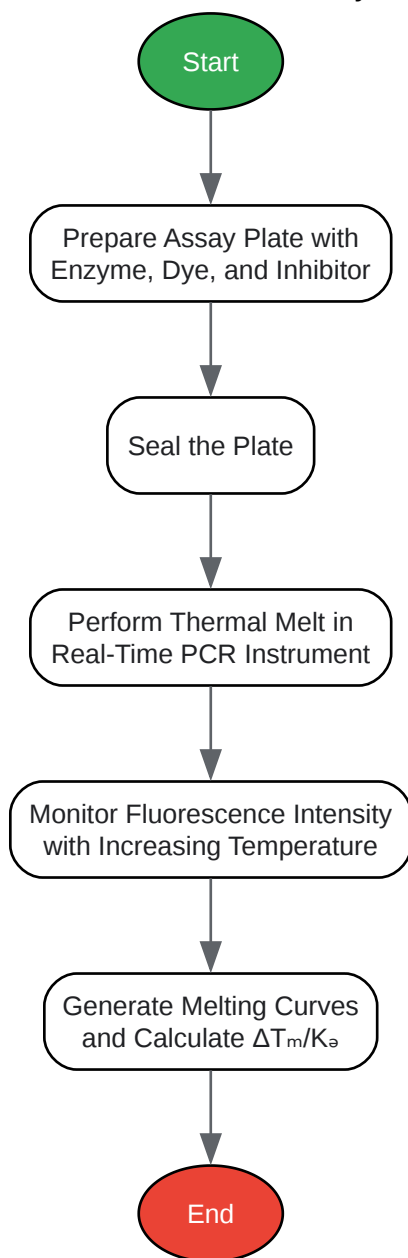 Start
Prepare Assay Plate with
Enzyme, Dye, and Inhibitor
Seal the Plate
Perform Thermal Melt in
Real-Time PCR Instrument
Monitor Fluorescence Intensity
with Increasing Temperature
Generate Melting Curves
and Calculate ΔTₘ/Kₔ
End